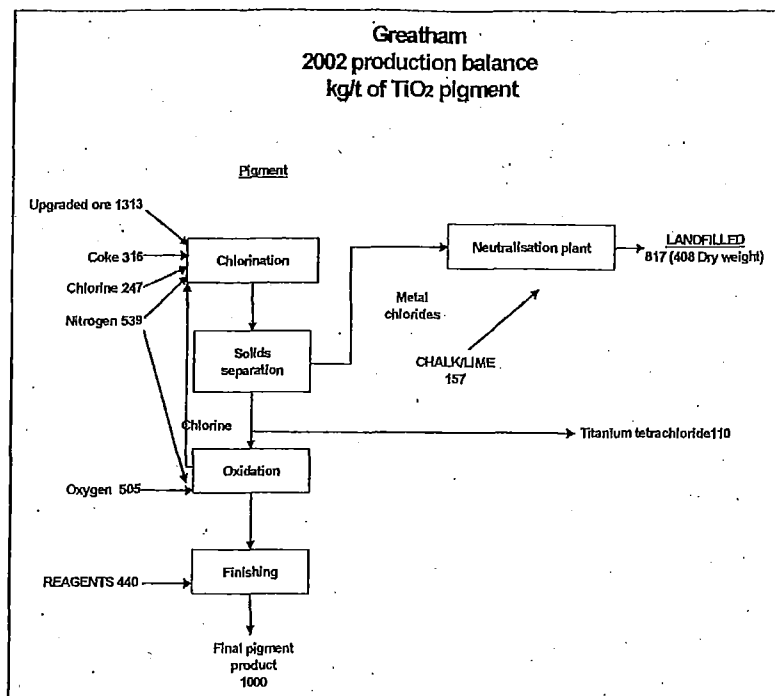 Greatham
2002 production balance
kg/t of TiO2 pigment
Pigment
Upgraded ore 1313
Coke 316
Chlorine 247
Nitrogen 539
Chlorination
Neutralisation plant
LANDFILLED
817 (408 Dry weight)
Metal
chlorides
Solids
separation
CHALK/LIME
157
Chlorine
Titanium tetrachloride110
Oxidation
Oxygen 505
Finishing
REAGENTS 440
Final pigment
product
1000